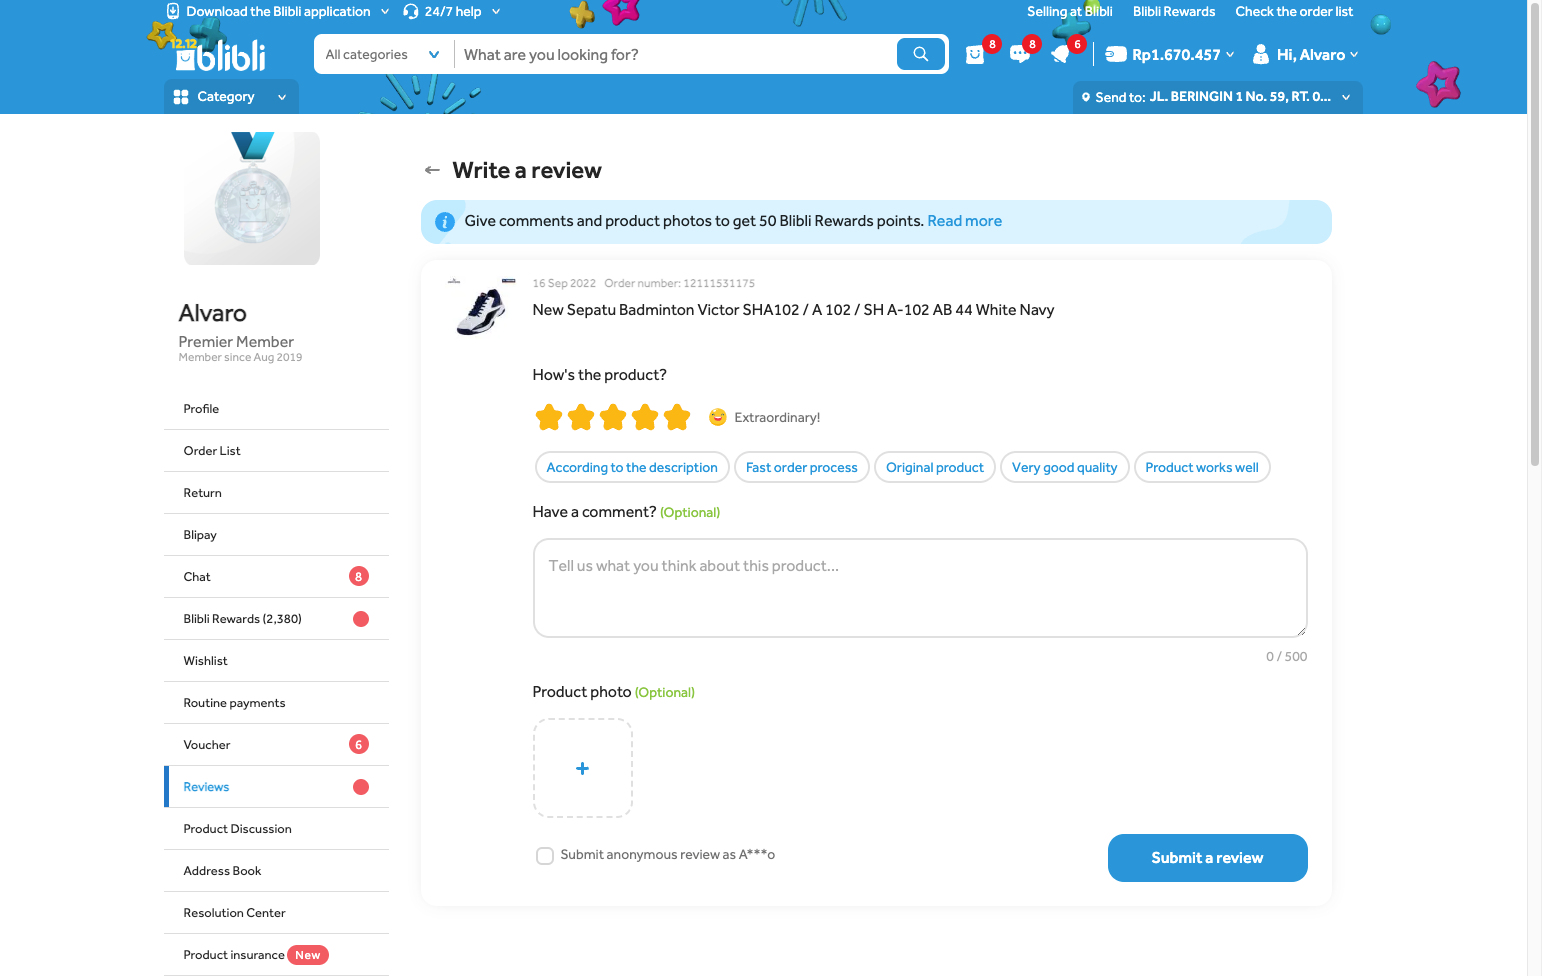 Download the Blibli application
24/7 help
Selling at Blibli
Blibli Rewards
Check the order list
12.12
blibli
All categories
What are you looking for?
8
8
6
Rp1.670.457
Hi, Alvaro
Category
Send to: JL. BERINGIN 1 No. 59, RT. 0...
Alvaro
Premier Member
Member since Aug 2019
Profile
Order List
Return
Blipay
Chat
8
Blibli Rewards (2,380)
Wishlist
Routine payments
Voucher
6
Reviews
Product Discussion
Address Book
Resolution Center
Product insurance New
Write a review
Give comments and product photos to get 50 Blibli Rewards points. Read more
16 Sep 2022 Order number: 12111531175
New Sepatu Badminton Victor SHA102 / A 102 / SH A-102 AB 44 White Navy
How's the product?
Extraordinary!
According to the description
Fast order process
Original product
Very good quality
Product works well
Have a comment? (Optional)
Tell us what you think about this product...
0 / 500
Product photo (Optional)
+
Submit anonymous review as A***o
Submit a review